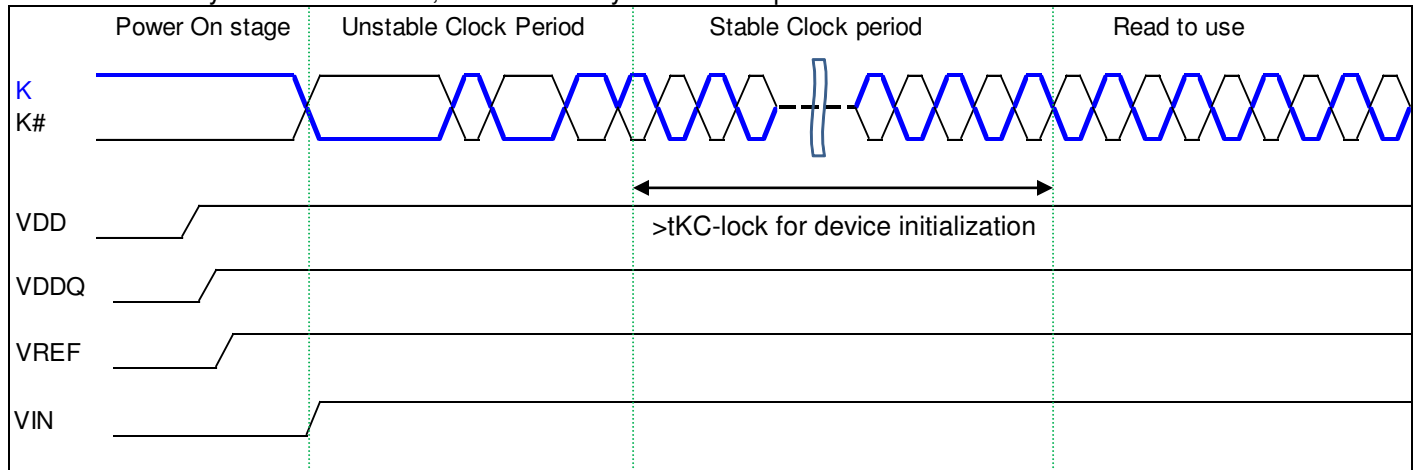 Power On stage Unstable Clock Period Stable Clock period Read to use
K
K#
VDD
>tKC-lock for device initialization
VDDQ
VREF
VIN